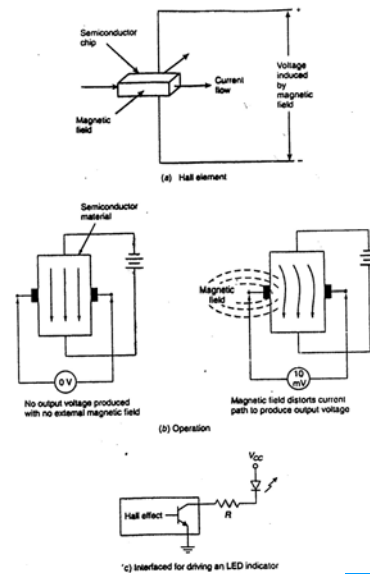 Semiconductor
chip
Magnetic
field
Current
flow
+
Voltage
induced
by
magnetic
field
−
(a) Hall element
Semiconductor
material
0 V
No output voltage produced
with no external magnetic field
Magnetic
field
10
mV
Magnetic field distorts current
path to produce output voltage
(b) Operation
VCC
Hall effect
R
(c) Interfaced for driving an LED indicator